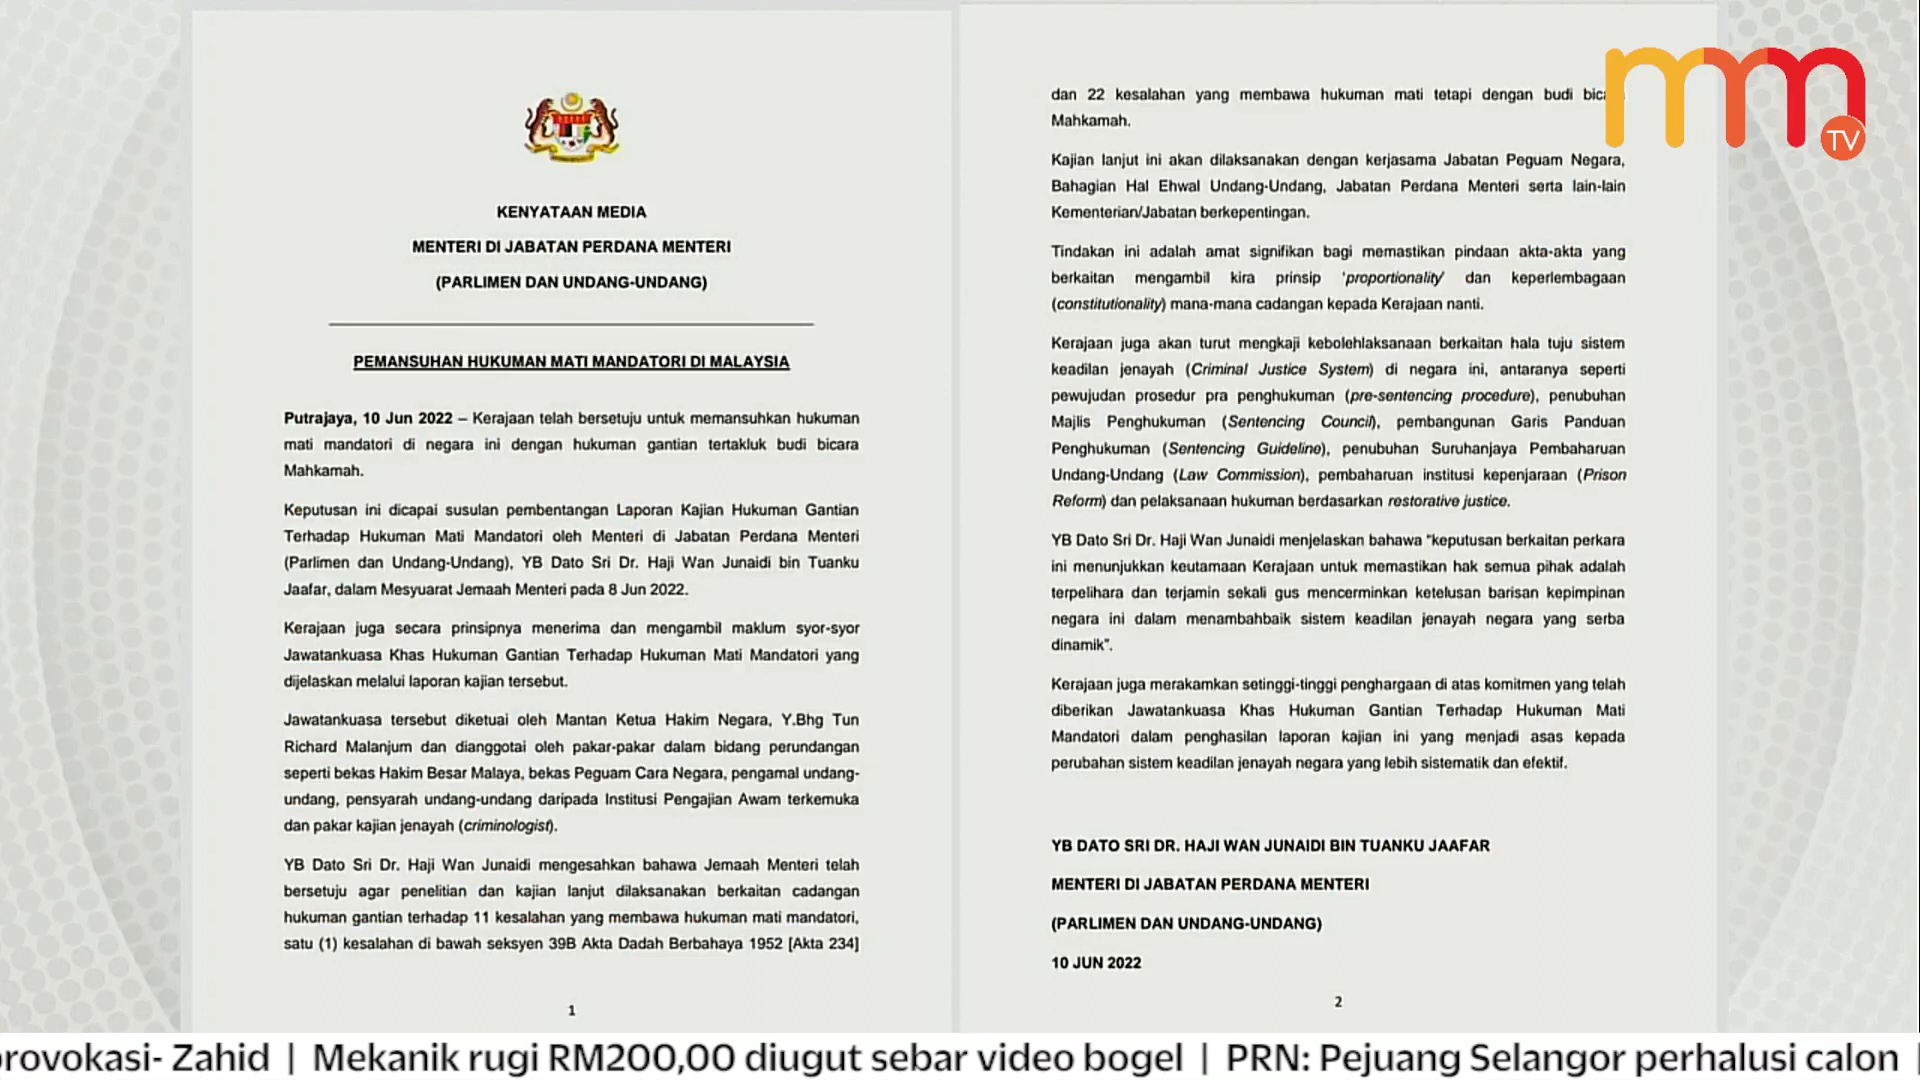 KENYATAAN MEDIA
MENTERI DI JABATAN PERDANA MENTERI
(PARLIMEN DAN UNDANG-UNDANG)
PEMANSUHAN HUKUMAN MATI MANDATORI DI MALAYSIA
Putrajaya, 10 Jun 2022 – Kerajaan telah bersetuju untuk memansuhkan hukuman
mati mandatori di negara ini dengan hukuman gantian tertakluk budi bicara
Mahkamah.
Keputusan ini dicapai susulan pembentangan Laporan Kajian Hukuman Gantian
Terhadap Hukuman Mati Mandatori oleh Menteri di Jabatan Perdana Menteri
(Parlimen dan Undang-Undang), YB Dato Sri Dr. Haji Wan Junaidi bin Tuanku
Jaafar, dalam Mesyuarat Jemaah Menteri pada 8 Jun 2022.
Kerajaan juga secara prinsipnya menerima dan mengambil maklum syor-syor
Jawatankuasa Khas Hukuman Gantian Terhadap Hukuman Mati Mandatori yang
dijelaskan melalui laporan kajian tersebut.
Jawatankuasa tersebut diketuai oleh Mantan Ketua Hakim Negara, Y.Bhg Tun
Richard Malanjum dan dianggotai oleh pakar-pakar dalam bidang perundangan
seperti bekas Hakim Besar Malaya, bekas Peguam Cara Negara, pengamal undang-
undang, pensyarah undang-undang daripada Institusi Pengajian Awam terkemuka
dan pakar kajian jenayah (criminologist).
YB Dato Sri Dr. Haji Wan Junaidi mengesahkan bahawa Jemaah Menteri telah
bersetuju agar penelitian dan kajian lanjut dilaksanakan berkaitan cadangan
hukuman gantian terhadap 11 kesalahan yang membawa hukuman mati mandatori,
satu (1) kesalahan di bawah seksyen 39B Akta Dadah Berbahaya 1952 [Akta 234]
1
dan 22 kesalahan yang membawa hukuman mati tetapi dengan budi bica
Mahkamah.
Kajian lanjut ini akan dilaksanakan dengan kerjasama Jabatan Peguam Negara,
Bahagian Hal Ehwal Undang-Undang, Jabatan Perdana Menteri serta lain-lain
Kementerian/Jabatan berkepentingan.
Tindakan ini adalah amat signifikan bagi memastikan pindaan akta-akta yang
berkaitan mengambil kira prinsip 'proportionality' dan keperlembagaan
(constitutionality) mana-mana cadangan kepada Kerajaan nanti.
Kerajaan juga akan turut mengkaji kebolehlaksanaan berkaitan hala tuju sistem
keadilan jenayah (Criminal Justice System) di negara ini, antaranya seperti
pewujudan prosedur pra penghukuman (pre-sentencing procedure), penubuhan
Majlis Penghukuman (Sentencing Council), pembangunan Garis Panduan
Penghukuman (Sentencing Guideline), penubuhan Suruhanjaya Pembaharuan
Undang-Undang (Law Commission), pembaharuan institusi kepenjaraan (Prison
Reform) dan pelaksanaan hukuman berdasarkan restorative justice.
YB Dato Sri Dr. Haji Wan Junaidi menjelaskan bahawa "keputusan berkaitan perkara
ini menunjukkan keutamaan Kerajaan untuk memastikan hak semua pihak adalah
terpelihara dan terjamin sekali gus mencerminkan ketelusan barisan kepimpinan
negara ini dalam menambahbaik sistem keadilan jenayah negara yang serba
dinamik".
Kerajaan juga merakamkan setinggi-tinggi penghargaan di atas komitmen yang telah
diberikan Jawatankuasa Khas Hukuman Gantian Terhadap Hukuman Mati
Mandatori dalam penghasilan laporan kajian ini yang menjadi asas kepada
perubahan sistem keadilan jenayah negara yang lebih sistematik dan efektif.
YB DATO SRI DR. HAJI WAN JUNAIDI BIN TUANKU JAAFAR
MENTERI DI JABATAN PERDANA MENTERI
(PARLIMEN DAN UNDANG-UNDANG)
10 JUN 2022
2
mm TV
rovokasi- Zahid | Mekanik rugi RM200,00 diugut sebar video bogel | PRN: Pejuang Selangor perhalusi calon |